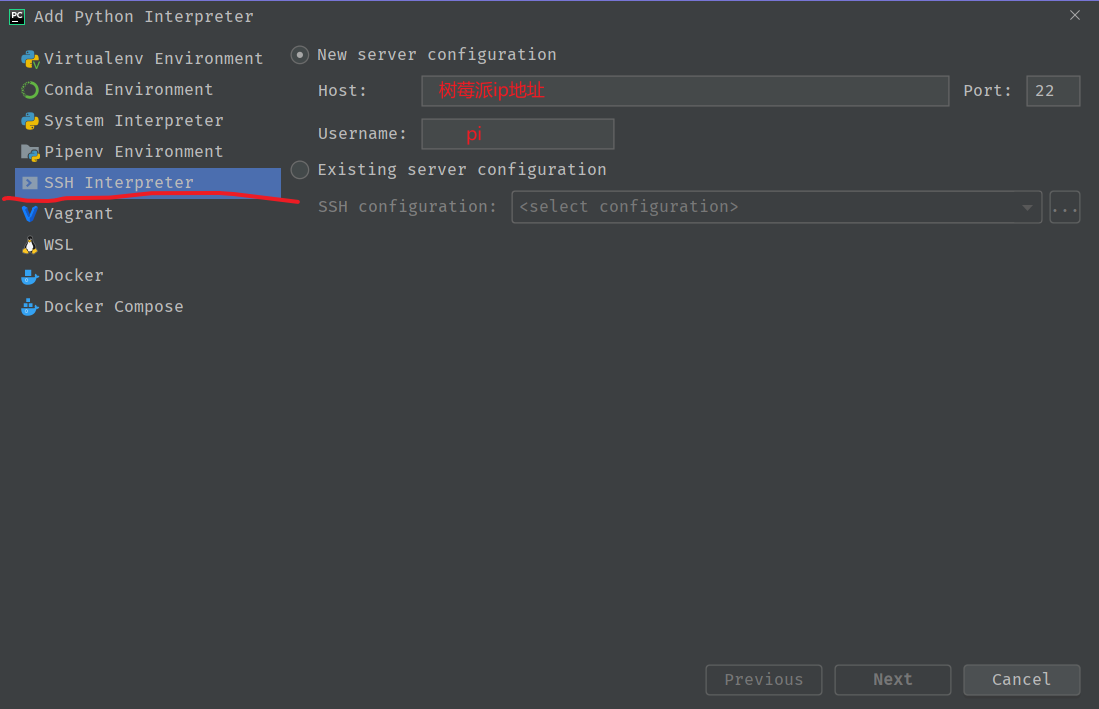 PC Add Python Interpreter
Virtualenv Environment
Conda Environment
System Interpreter
Pipenv Environment
SSH Interpreter
Vagrant
WSL
Docker
Docker Compose
New server configuration
Host: 树莓派ip地址 Port: 22
Username: pi
Existing server configuration
SSH configuration: <select configuration> ...
Previous Next Cancel